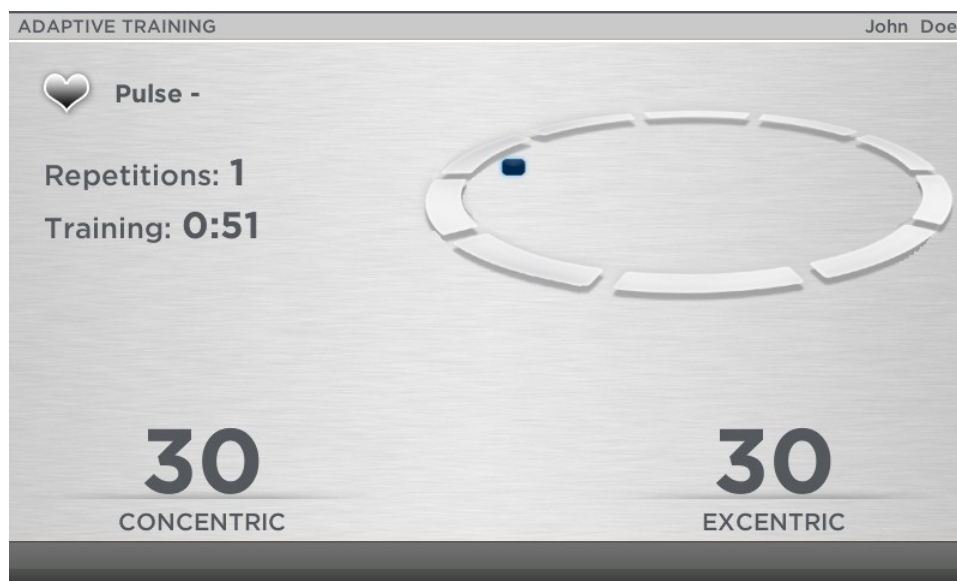 ADAPTIVE TRAINING
John Doe
Pulse -
Repetitions: 1
Training: 0:51
30
CONCENTRIC
30
EXCENTRIC